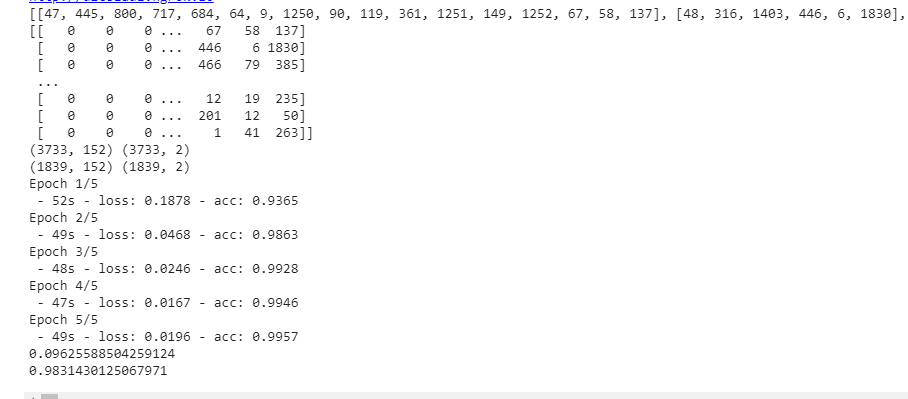 [[47, 445, 800, 717, 684, 64, 9, 1250, 90, 119, 361, 1251, 149, 1252, 67, 58, 137], [48, 316, 1403, 446, 6, 1830],
[[   0    0    0 ...   67   58  137]
 [   0    0    0 ...  446    6 1830]
 [   0    0    0 ...  466   79  385]
 ...
 [   0    0    0 ...   12   19  235]
 [   0    0    0 ...  201   12   50]
 [   0    0    0 ...    1   41  263]]
(3733, 152) (3733, 2)
(1839, 152) (1839, 2)
Epoch 1/5
 - 52s - loss: 0.1878 - acc: 0.9365
Epoch 2/5
 - 49s - loss: 0.0468 - acc: 0.9863
Epoch 3/5
 - 48s - loss: 0.0246 - acc: 0.9928
Epoch 4/5
 - 47s - loss: 0.0167 - acc: 0.9946
Epoch 5/5
 - 49s - loss: 0.0196 - acc: 0.9957
0.09625588504259124
0.9831430125067971